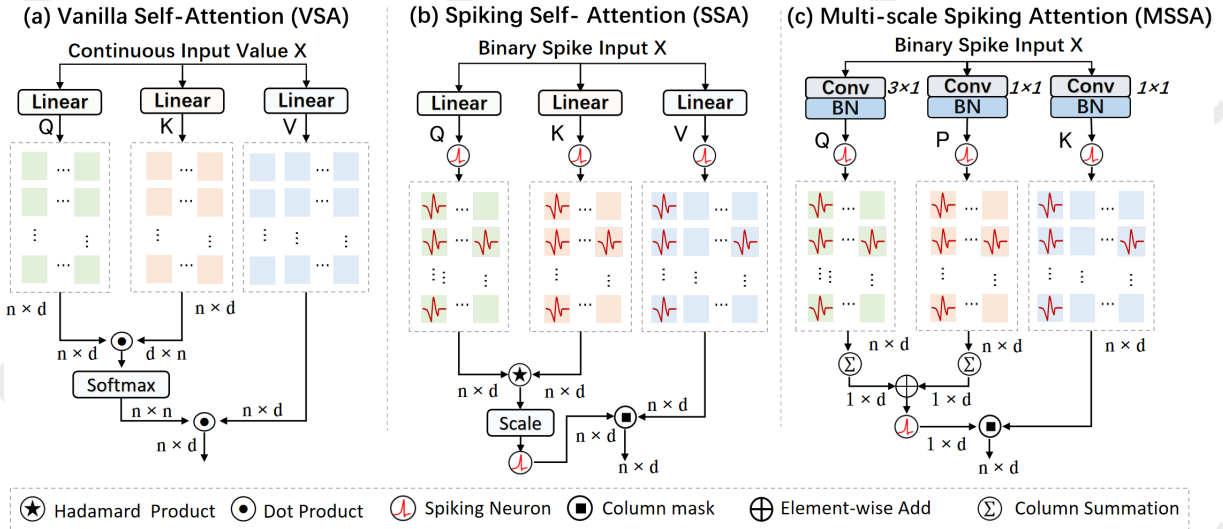 (a) Vanilla Self-Attention (VSA)
Continuous Input Value X
Linear Linear Linear
Q K V
... ... ...
n × d
n × d d × n
Softmax
n × n n × d
n × d
(b) Spiking Self- Attention (SSA)
Binary Spike Input X
Linear Linear Linear
Q K V
... ... ...
n × d n × d
Scale n × d n × d
n × d
(c) Multi-scale Spiking Attention (MSSA)
Binary Spike Input X
Conv 3×1 Conv 1×1 Conv 1×1
BN BN BN
Q P K
... ... ...
n × d n × d n × d
Σ Σ
1 × d 1 × d
1 × d
n × d
Hadamard Product Dot Product Spiking Neuron Column mask Element-wise Add Σ Column Summation